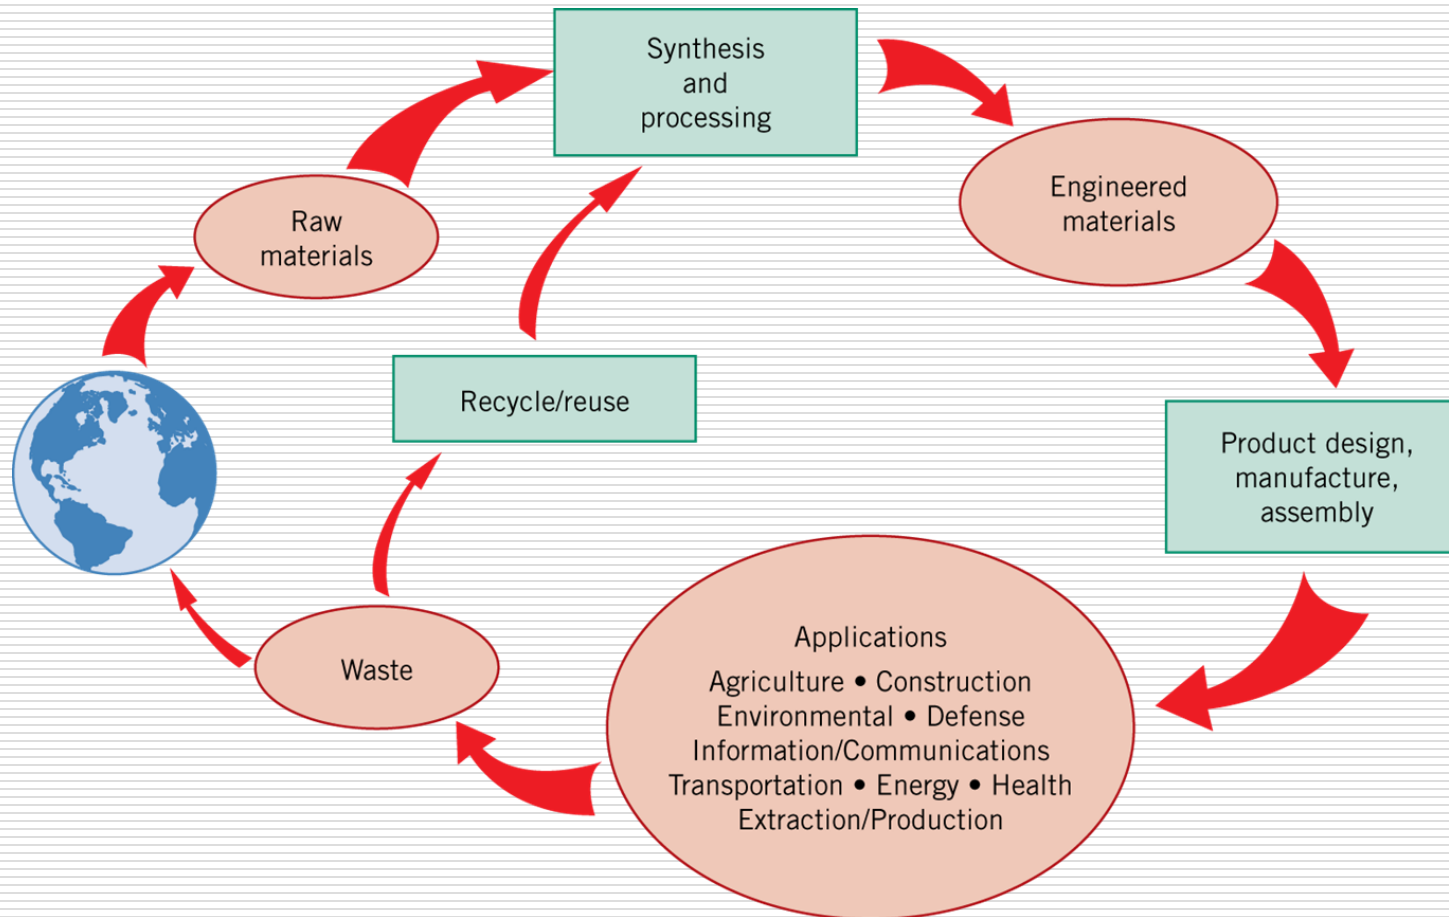 Synthesis
and
processing
Raw
materials
Engineered
materials
Recycle/reuse
Product design,
manufacture,
assembly
Applications
Agriculture • Construction
Environmental • Defense
Information/Communications
Transportation • Energy • Health
Extraction/Production
Waste